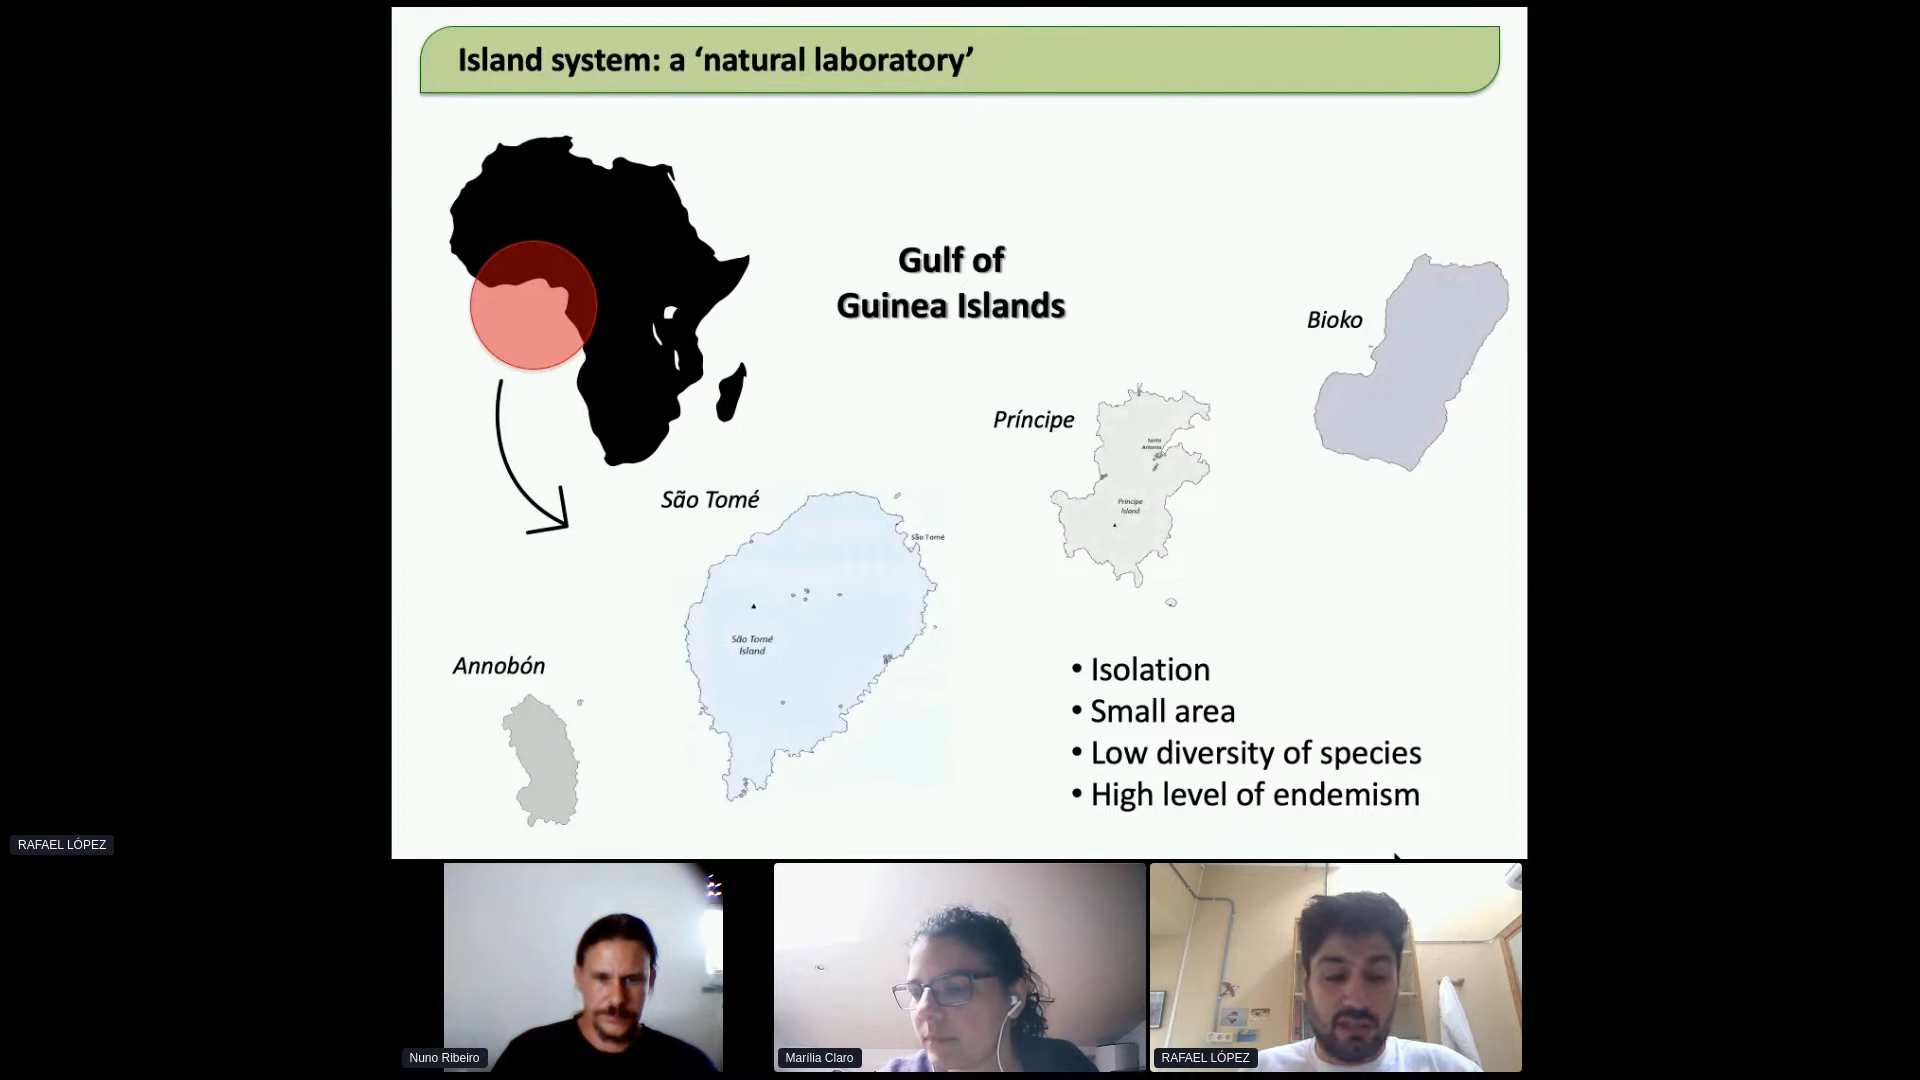 Island system: a ‘natural laboratory’
Gulf of
Guinea Islands
Bioko
Príncipe
Santo
Antonio
Príncipe
Island
São Tomé
São Tomé
São Tomé
Island
Annobón
• Isolation
• Small area
• Low diversity of species
• High level of endemism
RAFAEL LÓPEZ
Nuno Ribeiro
Marília Claro
RAFAEL LÓPEZ